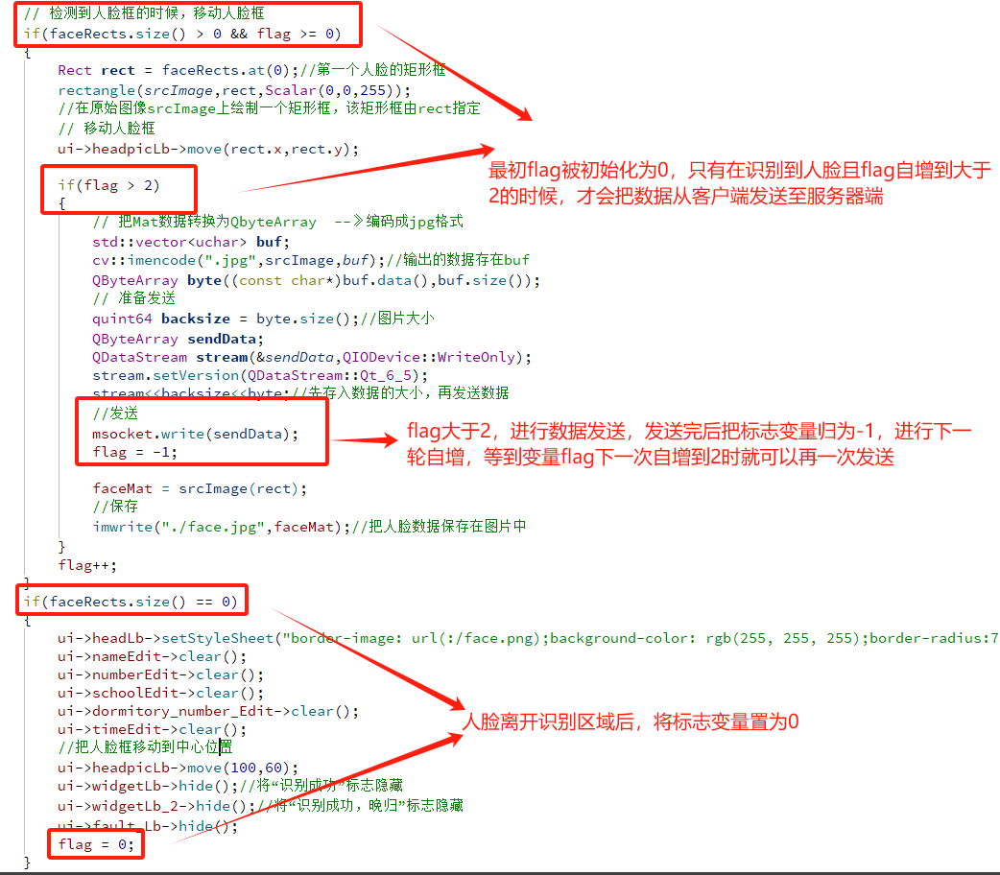 // 检测到人脸框的时候，移动人脸框
if(faceRects.size() > 0 && flag >= 0)
{
Rect rect = faceRects.at(0);//第一个人脸的矩形框
rectangle(srcImage,rect,Scalar(0,0,255));
//在原始图像srcImage上绘制一个矩形框，该矩形框由rect指定
// 移动人脸框
ui->headpicLb->move(rect.x,rect.y);
最初flag被初始化为0，只有在识别到人脸且flag自增到大于
2的时候，才会把数据从客户端发送至服务器端
if(flag > 2)
{
// 把Mat数据转换为QbyteArray --》编码成jpg格式
std::vector<uchar> buf;
cv::imencode(".jpg",srcImage,buf);//输出的数据存在buf
QByteArray byte((const char*)buf.data(),buf.size());
// 准备发送
quint64 backsize = byte.size();//图片大小
QByteArray sendData;
QDataStream stream(&sendData,QIODevice::WriteOnly);
stream.setVersion(QDataStream::Qt_6_5);
stream<<backsize<<byte;//先存入数据的大小，再发送数据
//发送
msocket.write(sendData);
flag = -1;
flag大于2，进行数据发送，发送完后把标志变量归为-1，进行下一
轮自增，等到变量flag下一次自增到2时就可以再一次发送
faceMat = srcImage(rect);
//保存
imwrite("./face.jpg",faceMat);//把人脸数据保存在图片中
}
flag++;
}
if(faceRects.size() == 0)
{
ui->headLb->setStyleSheet("border-image: url(:/face.png);background-color: rgb(255, 255, 255);border-radius:7
ui->nameEdit->clear();
ui->numberEdit->clear();
ui->schoolEdit->clear();
ui->dormitory_number_Edit->clear();
ui->timeEdit->clear();
人脸离开识别区域后，将标志变量置为0
//把人脸框移动到中心位置
ui->headpicLb->move(100,60);
ui->widgetLb->hide();//将“识别成功”标志隐藏
ui->widgetLb_2->hide();//将“识别成功，晚归”标志隐藏
ui->fault_Lb->hide();
flag = 0;
}